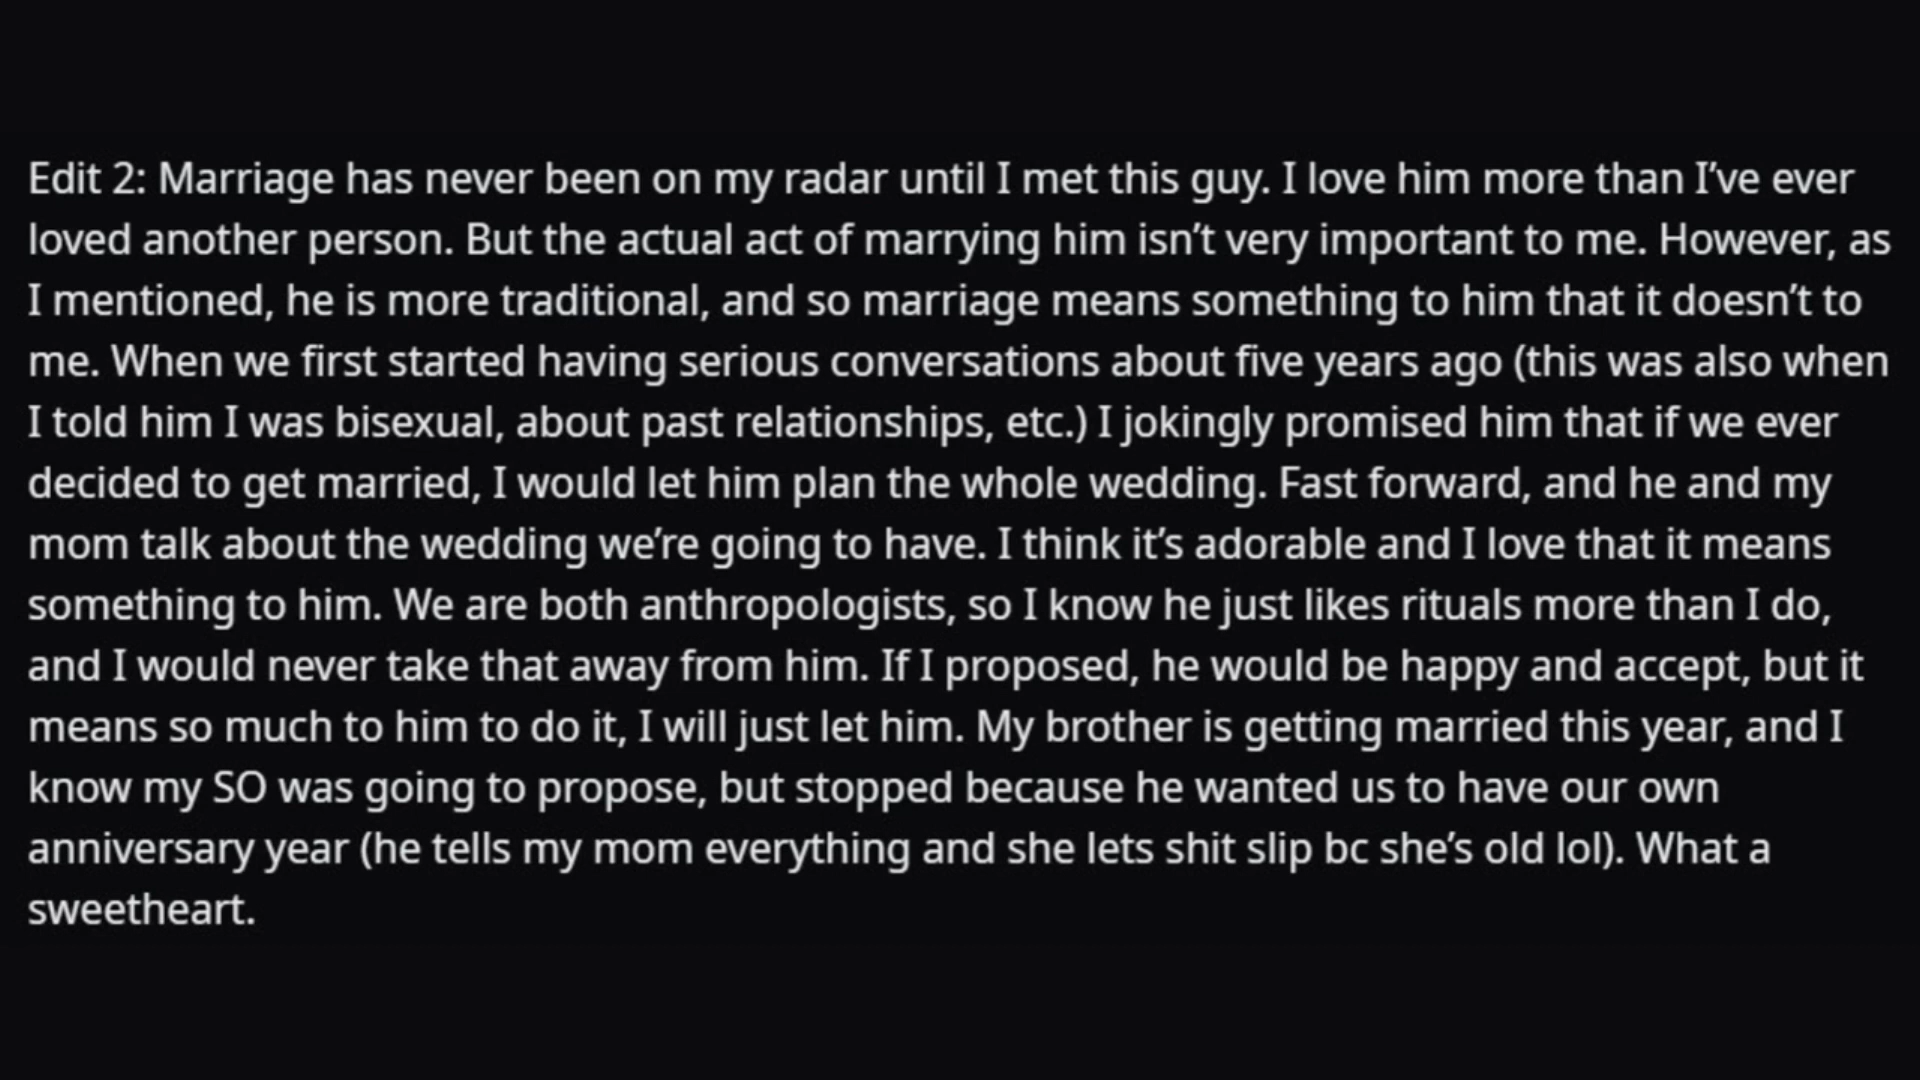 Edit 2: Marriage has never been on my radar until I met this guy. I love him more than I’ve ever
loved another person. But the actual act of marrying him isn’t very important to me. However, as
I mentioned, he is more traditional, and so marriage means something to him that it doesn’t to
me. When we first started having serious conversations about five years ago (this was also when
I told him I was bisexual, about past relationships, etc.) I jokingly promised him that if we ever
decided to get married, I would let him plan the whole wedding. Fast forward, and he and my
mom talk about the wedding we’re going to have. I think it’s adorable and I love that it means
something to him. We are both anthropologists, so I know he just likes rituals more than I do,
and I would never take that away from him. If I proposed, he would be happy and accept, but it
means so much to him to do it, I will just let him. My brother is getting married this year, and I
know my SO was going to propose, but stopped because he wanted us to have our own
anniversary year (he tells my mom everything and she lets shit slip bc she’s old lol). What a
sweetheart.